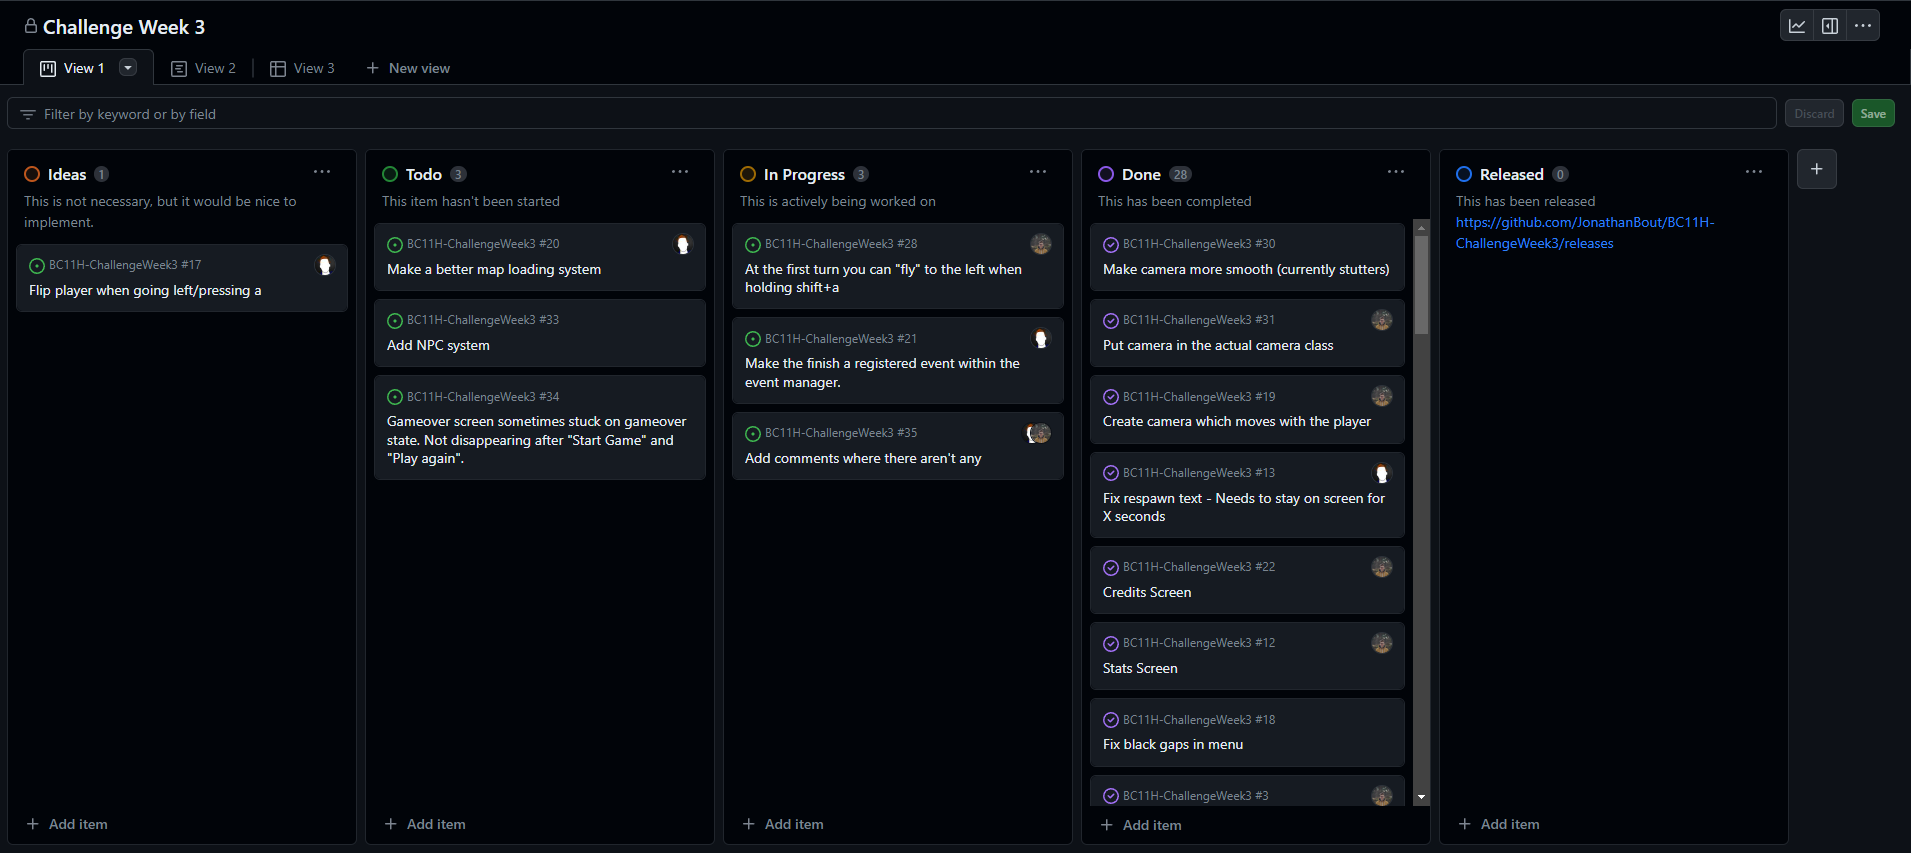 Challenge Week 3
View 1
View 2
View 3
New view
Filter by keyword or by field
Discard
Save
Ideas 1
This is not necessary, but it would be nice to
implement.
BC11H-ChallengeWeek3 #17
Flip player when going left/pressing a
Add item
Todo 3
This item hasn't been started
BC11H-ChallengeWeek3 #20
Make a better map loading system
BC11H-ChallengeWeek3 #33
Add NPC system
BC11H-ChallengeWeek3 #34
Gameover screen sometimes stuck on gameover
state. Not disappearing after "Start Game" and
"Play again".
Add item
In Progress 3
This is actively being worked on
BC11H-ChallengeWeek3 #28
At the first turn you can "fly" to the left when
holding shift+a
BC11H-ChallengeWeek3 #21
Make the finish a registered event within the
event manager.
BC11H-ChallengeWeek3 #35
Add comments where there aren't any
Add item
Done 28
This has been completed
BC11H-ChallengeWeek3 #30
Make camera more smooth (currently stutters)
BC11H-ChallengeWeek3 #31
Put camera in the actual camera class
BC11H-ChallengeWeek3 #19
Create camera which moves with the player
BC11H-ChallengeWeek3 #13
Fix respawn text - Needs to stay on screen for
X seconds
BC11H-ChallengeWeek3 #22
Credits Screen
BC11H-ChallengeWeek3 #12
Stats Screen
BC11H-ChallengeWeek3 #18
Fix black gaps in menu
BC11H-ChallengeWeek3 #3
Add item
Released 0
This has been released
https://github.com/JonathanBout/BC11H-
ChallengeWeek3/releases
Add item